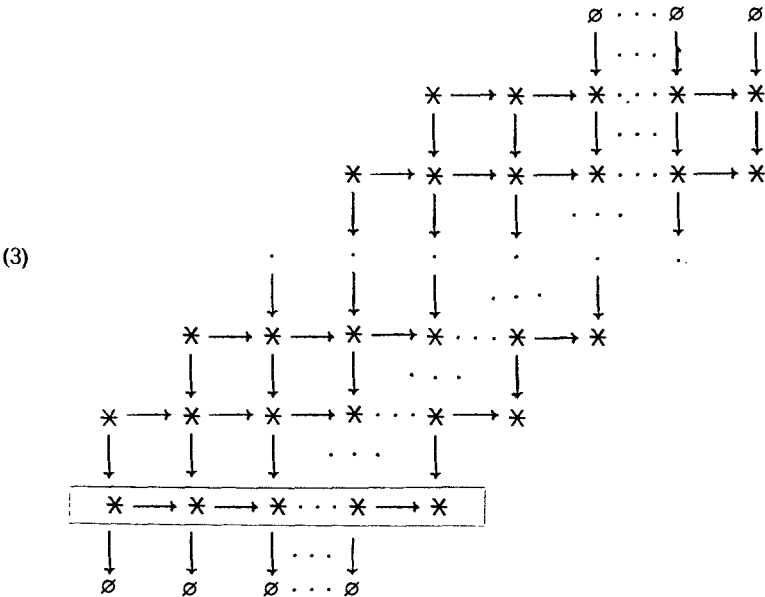 ∅ · · · ∅ ∅
* → * → * · · · * → *
* → * → * → * · · · * → *
(3)
* → * → * → * · · · * → *
* → * → * → * · · · * → *
* → * → * · · · * → *
∅ ∅ ∅ · · · ∅